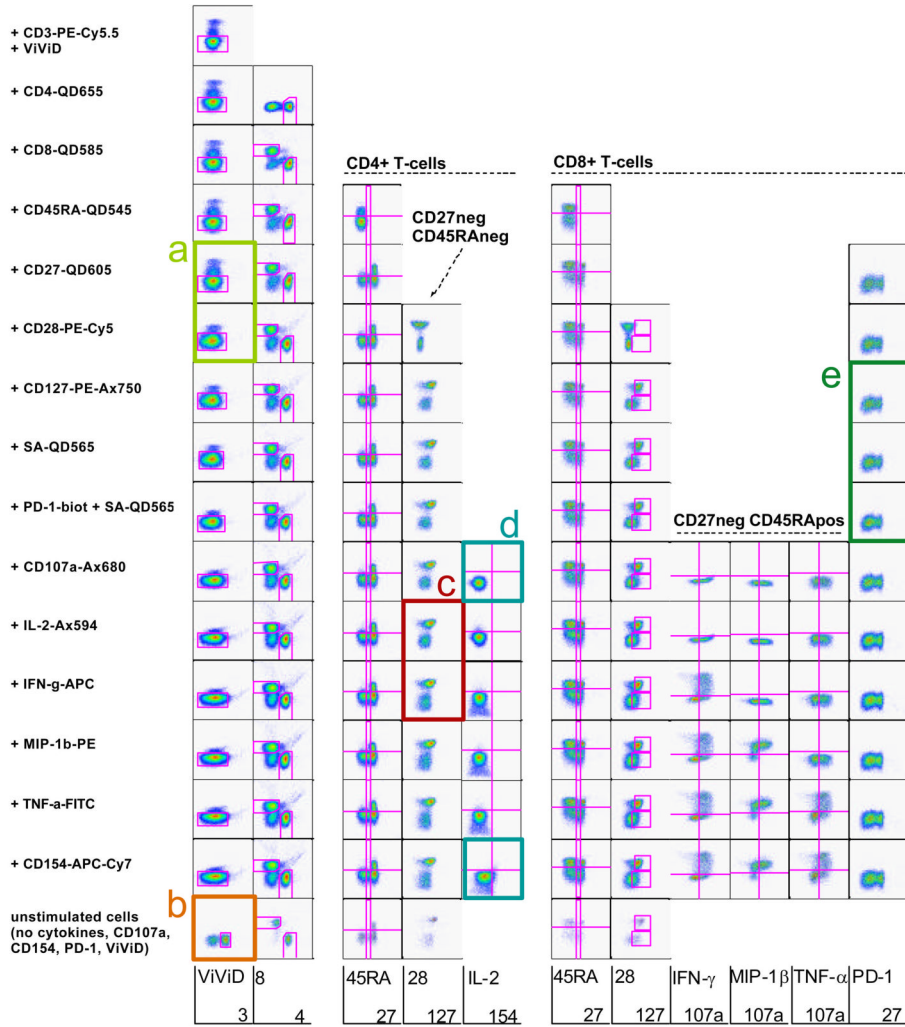 + CD3-PE-Cy5.5
+ ViViD
+ CD4-QD655
+ CD8-QD585
CD4+ T-cells
CD8+ T-cells
+ CD45RA-QD545
CD27neg
CD45RAneg
a
+ CD27-QD605
+ CD28-PE-Cy5
e
+ CD127-PE-Ax750
+ SA-QD565
+ PD-1-biot + SA-QD565
d
CD27neg CD45RApos
+ CD107a-Ax680
c
+ IL-2-Ax594
+ IFN-g-APC
+ MIP-1b-PE
+ TNF-a-FITC
+ CD154-APC-Cy7
b
unstimulated cells
(no cytokines, CD107a,
CD154, PD-1, ViViD)
ViViD 8 45RA 28 IL-2 45RA 28 IFN-γ MIP-1β TNF-α PD-1
3 4 27 127 154 27 127 107a 107a 107a 27